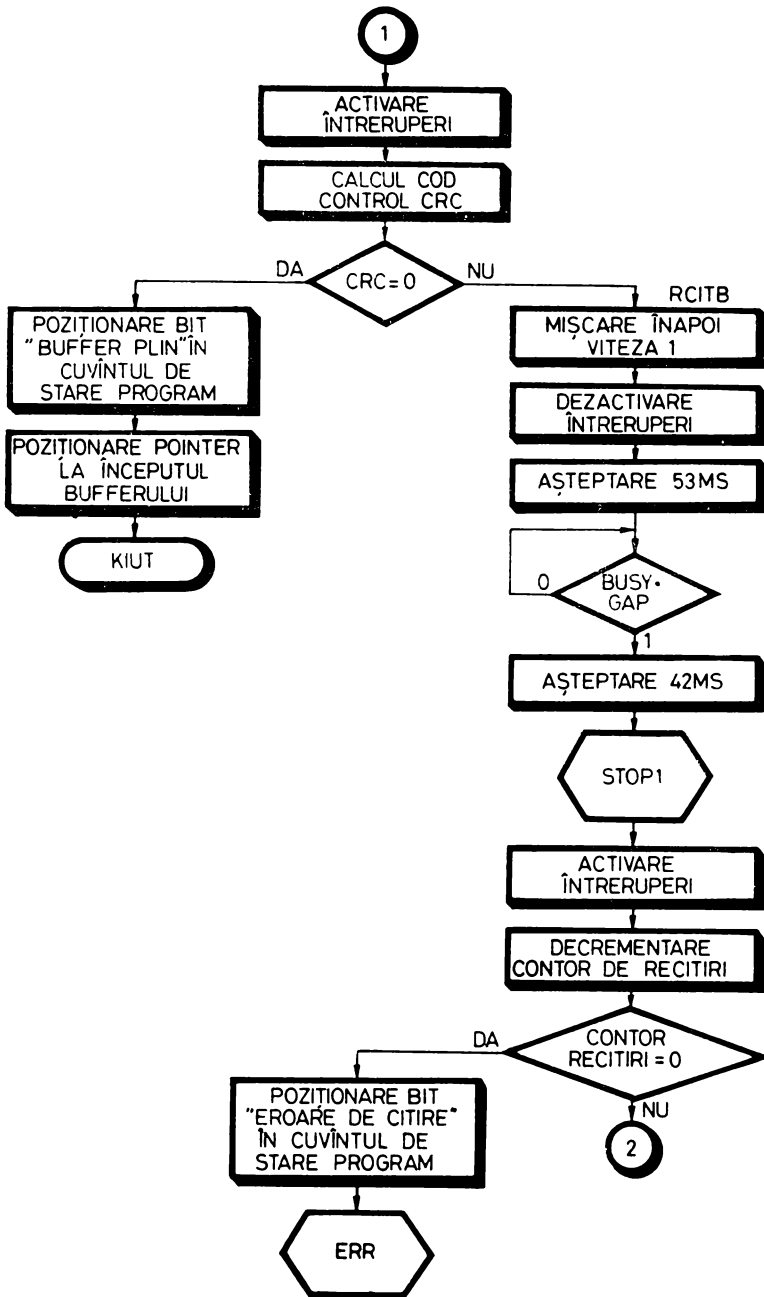 1
ACTIVARE
ÎNTRERUPERI
CALCUL COD
CONTROL CRC
CRC=0
DA
NU
POZIȚIONARE BIT
"BUFFER PLIN" ÎN
CUVÎNTUL DE
STARE PROGRAM
POZIȚIONARE POINTER
LA ÎNCEPUTUL
BUFFERULUI
KIUT
RCITB
MIȘCARE ÎNAPOI
VITEZA 1
DEZACTIVARE
ÎNTRERUPERI
AȘTEPTARE 53MS
BUSY·
GAP
0
1
AȘTEPTARE 42MS
STOP1
ACTIVARE
ÎNTRERUPERI
DECREMENTARE
CONTOR DE RECITIRI
CONTOR
RECITIRI=0
DA
NU
2
POZIȚIONARE BIT
"EROARE DE CITIRE"
ÎN CUVÎNTUL DE
STARE PROGRAM
ERR